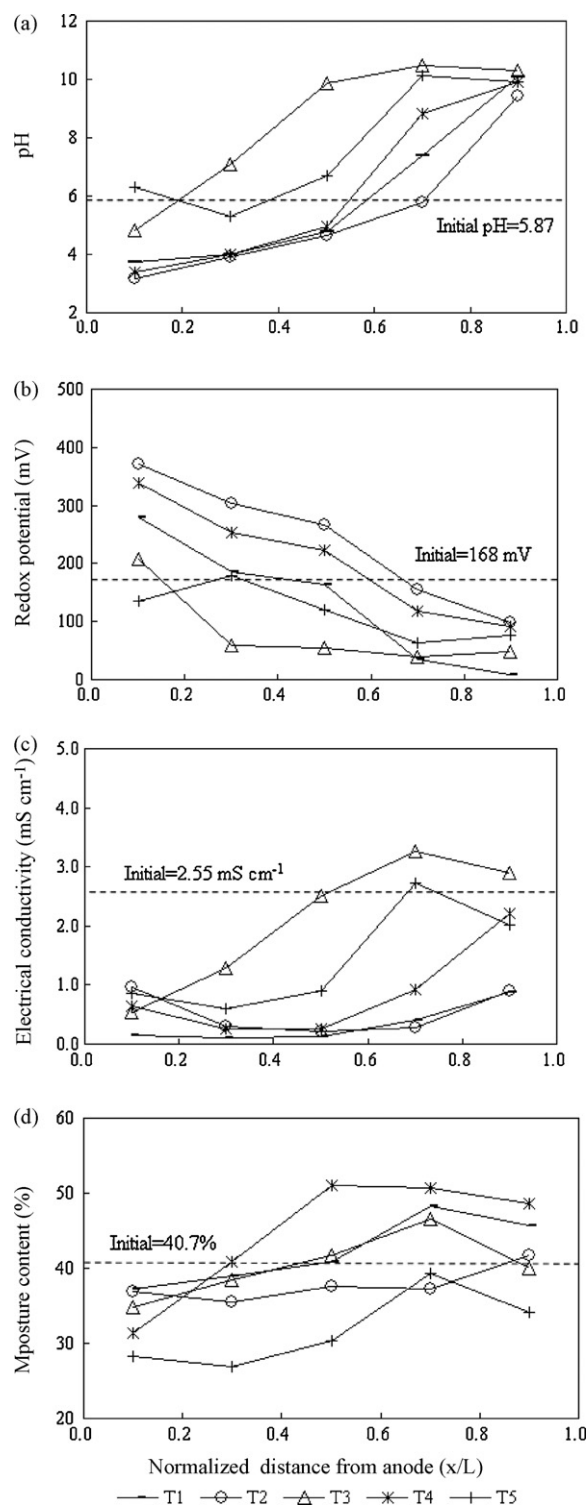 (a)
12
10
8
6
4
2
pH
Initial pH=5.87
0.0 0.2 0.4 0.6 0.8 1.0
(b)
500
400
300
200
100
0
Redox potential (mV)
Initial=168 mV
0.0 0.2 0.4 0.6 0.8 1.0
(c)
5.0
4.0
3.0
2.0
1.0
0.0
Electrical conductivity (mS cm⁻¹)
Initial=2.55 mS cm⁻¹
0.0 0.2 0.4 0.6 0.8 1.0
(d)
60
50
40
30
20
Mposture content (%)
Initial=40.7%
0.0 0.2 0.4 0.6 0.8 1.0
Normalized distance from anode (x/L)
T1 T2 T3 T4 T5